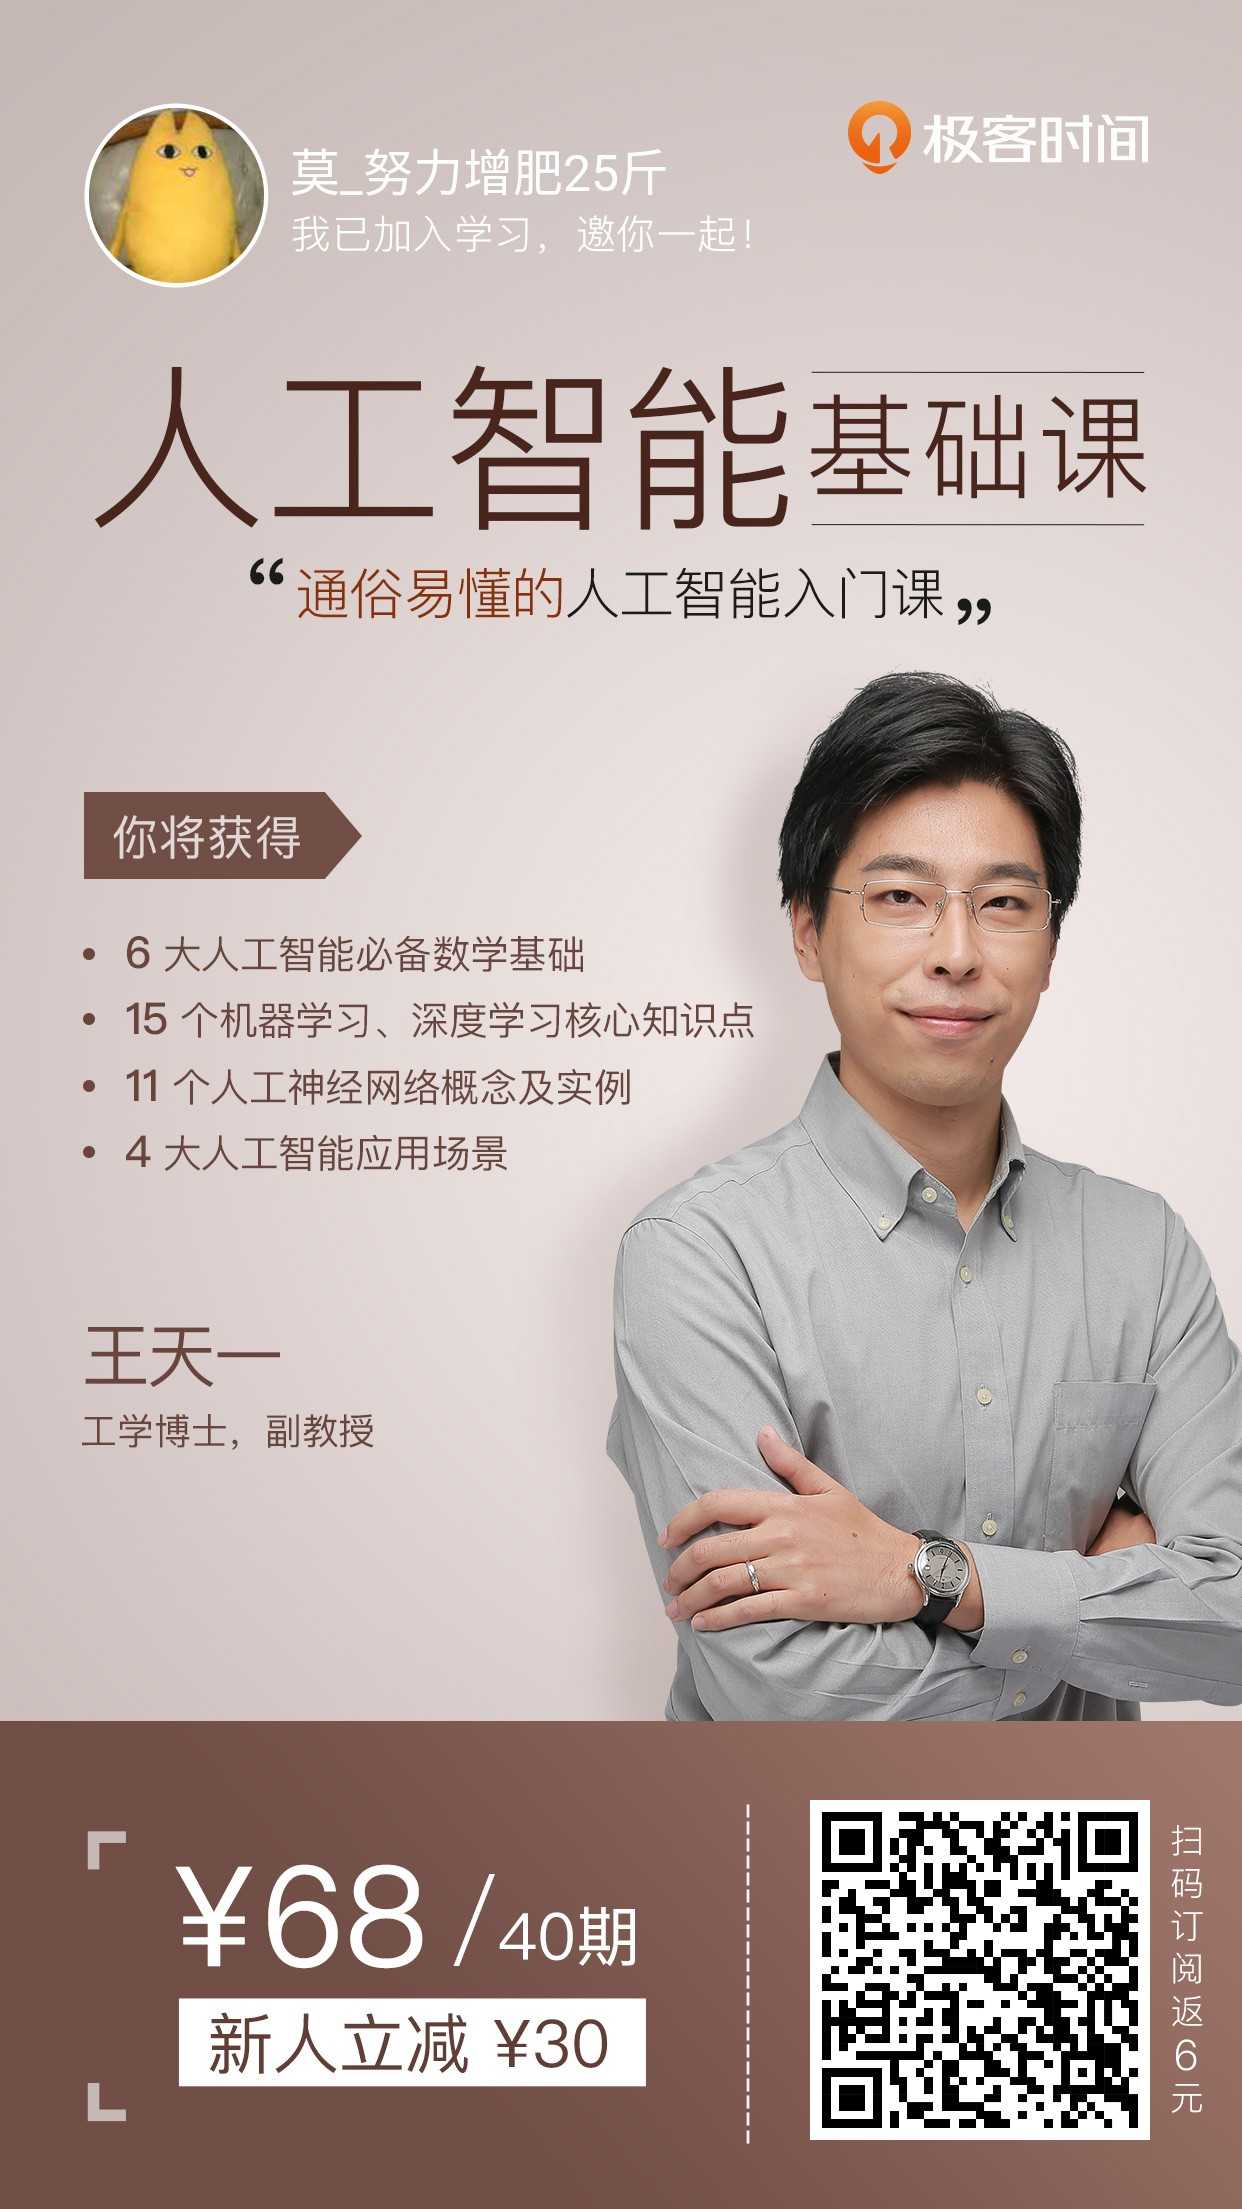 极客时间
莫_努力增肥25斤
我已加入学习，邀你一起！
人工智能基础课
“通俗易懂的人工智能入门课”
你将获得
• 6 大人工智能必备数学基础
• 15 个机器学习、深度学习核心知识点
• 11 个人工神经网络概念及实例
• 4 大人工智能应用场景
王天一
工学博士，副教授
¥68/40期
新人立减 ¥30
扫码订阅返6元